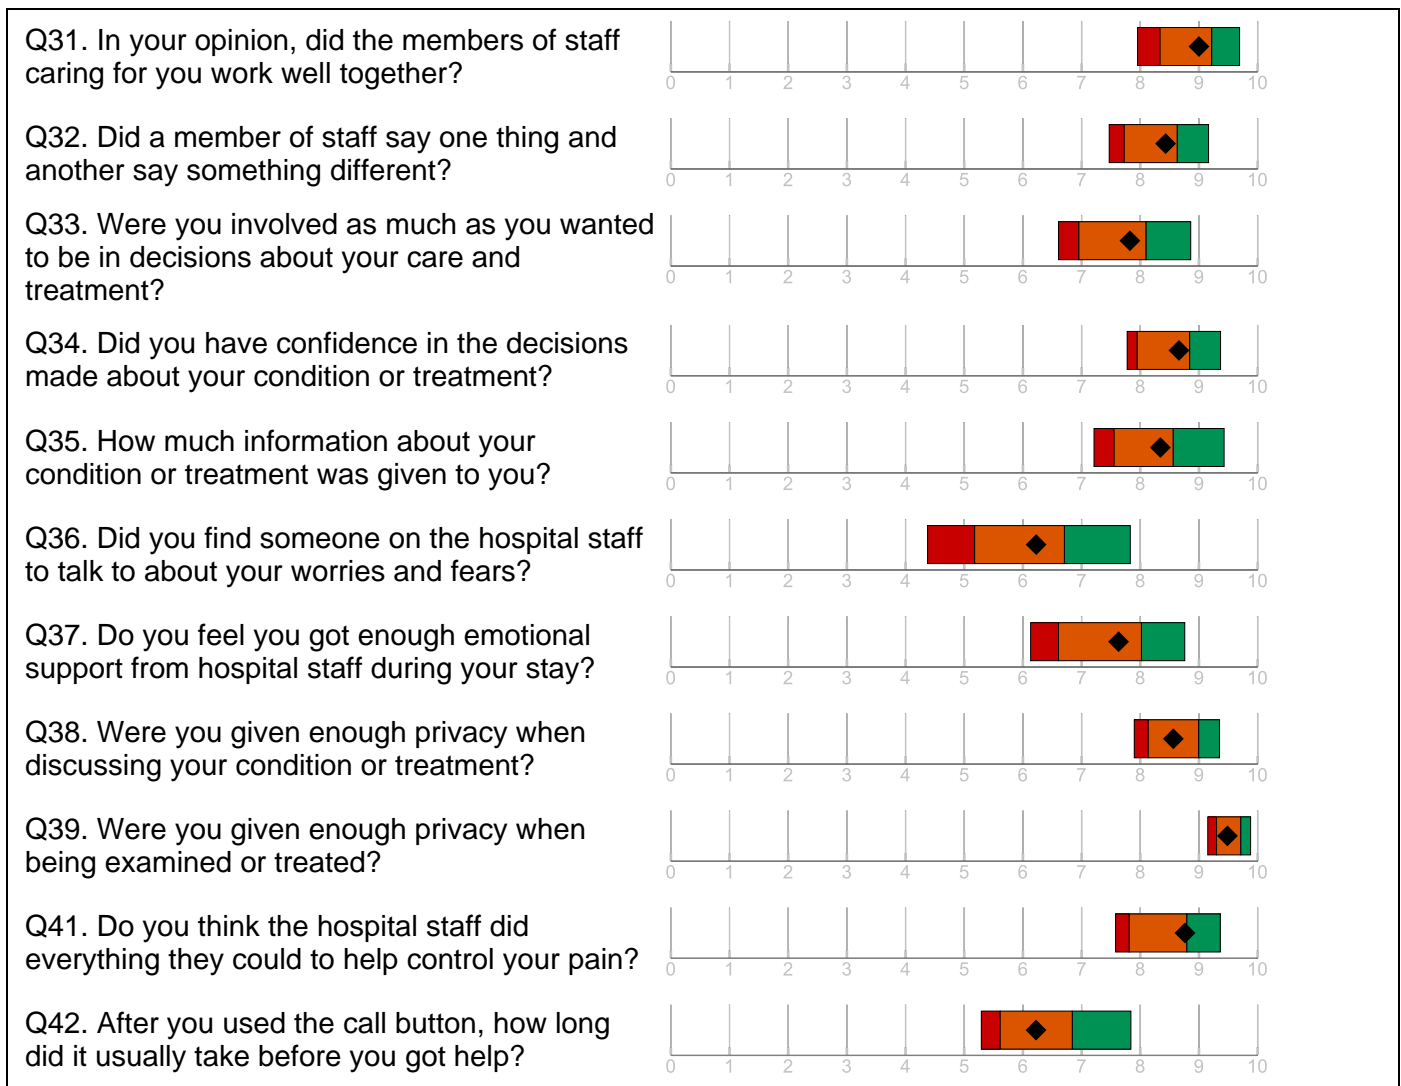 Q31. In your opinion, did the members of staff
caring for you work well together?
0 1 2 3 4 5 6 7 8 9 10
Q32. Did a member of staff say one thing and
another say something different?
0 1 2 3 4 5 6 7 8 9 10
Q33. Were you involved as much as you wanted
to be in decisions about your care and
treatment?
0 1 2 3 4 5 6 7 8 9 10
Q34. Did you have confidence in the decisions
made about your condition or treatment?
0 1 2 3 4 5 6 7 8 9 10
Q35. How much information about your
condition or treatment was given to you?
0 1 2 3 4 5 6 7 8 9 10
Q36. Did you find someone on the hospital staff
to talk to about your worries and fears?
0 1 2 3 4 5 6 7 8 9 10
Q37. Do you feel you got enough emotional
support from hospital staff during your stay?
0 1 2 3 4 5 6 7 8 9 10
Q38. Were you given enough privacy when
discussing your condition or treatment?
0 1 2 3 4 5 6 7 8 9 10
Q39. Were you given enough privacy when
being examined or treated?
0 1 2 3 4 5 6 7 8 9 10
Q41. Do you think the hospital staff did
everything they could to help control your pain?
0 1 2 3 4 5 6 7 8 9 10
Q42. After you used the call button, how long
did it usually take before you got help?
0 1 2 3 4 5 6 7 8 9 10